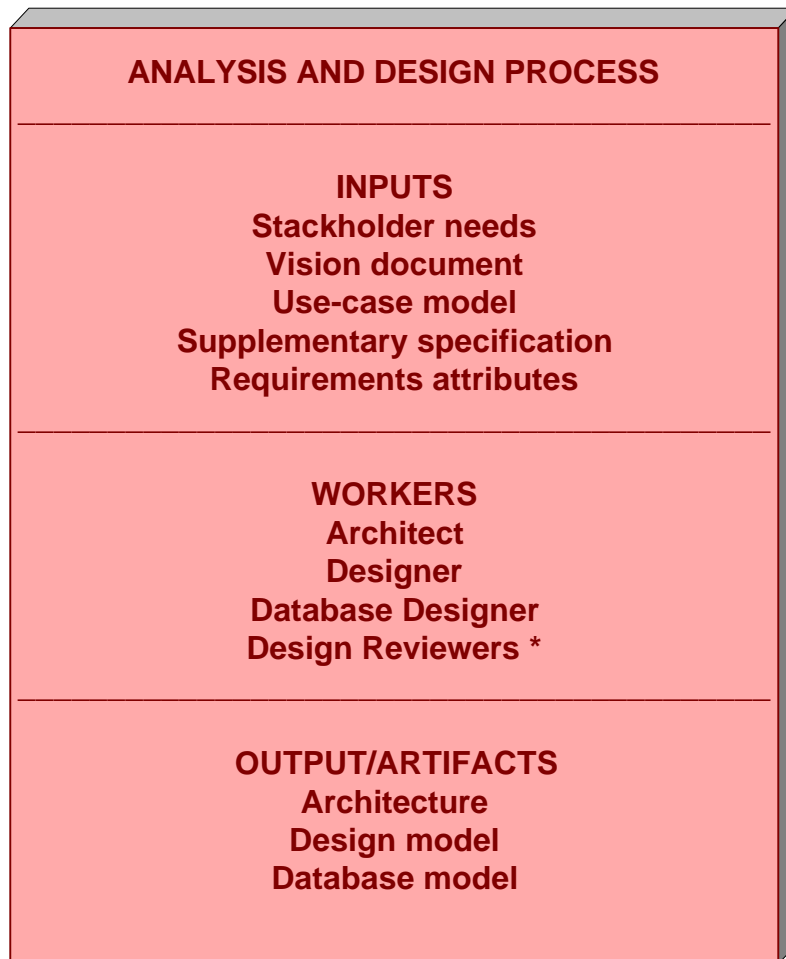 ANALYSIS AND DESIGN PROCESS
INPUTS
Stackholder needs
Vision document
Use-case model
Supplementary specification
Requirements attributes
WORKERS
Architect
Designer
Database Designer
Design Reviewers *
OUTPUT/ARTIFACTS
Architecture
Design model
Database model